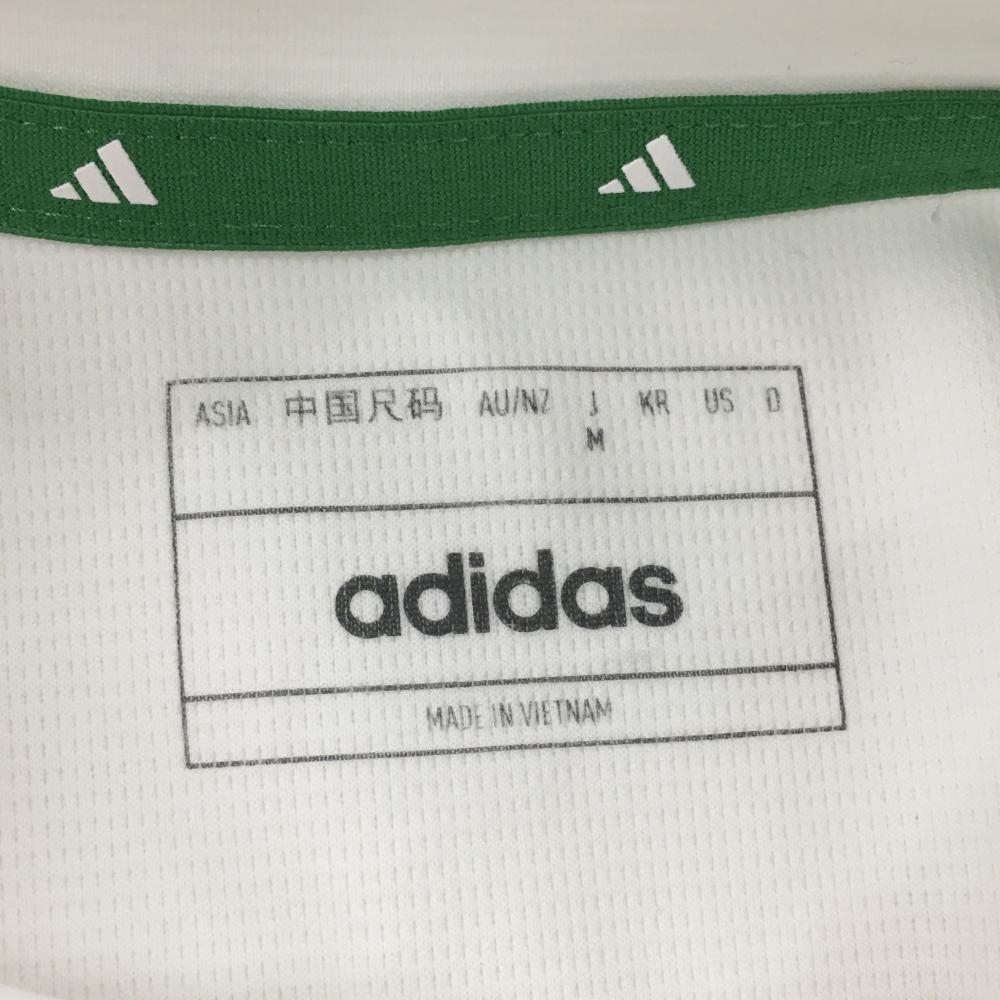 ASIA 中国尺码 AU/NZ J KR US D
M
adidas
MADE IN VIETNAM